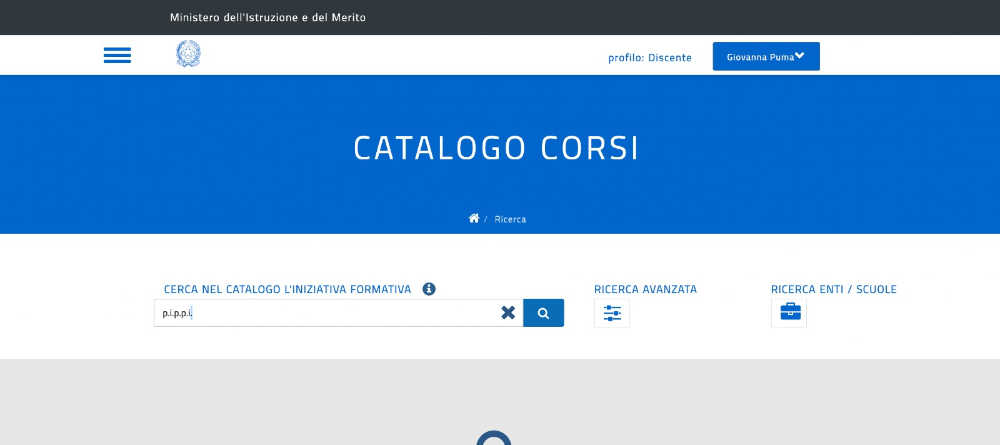 Ministero dell'Istruzione e del Merito
profilo: Discente
Giovanna Puma
CATALOGO CORSI
/ Ricerca
CERCA NEL CATALOGO L'INIZIATIVA FORMATIVA
RICERCA AVANZATA
RICERCA ENTI / SCUOLE
p.i.p.p.i.